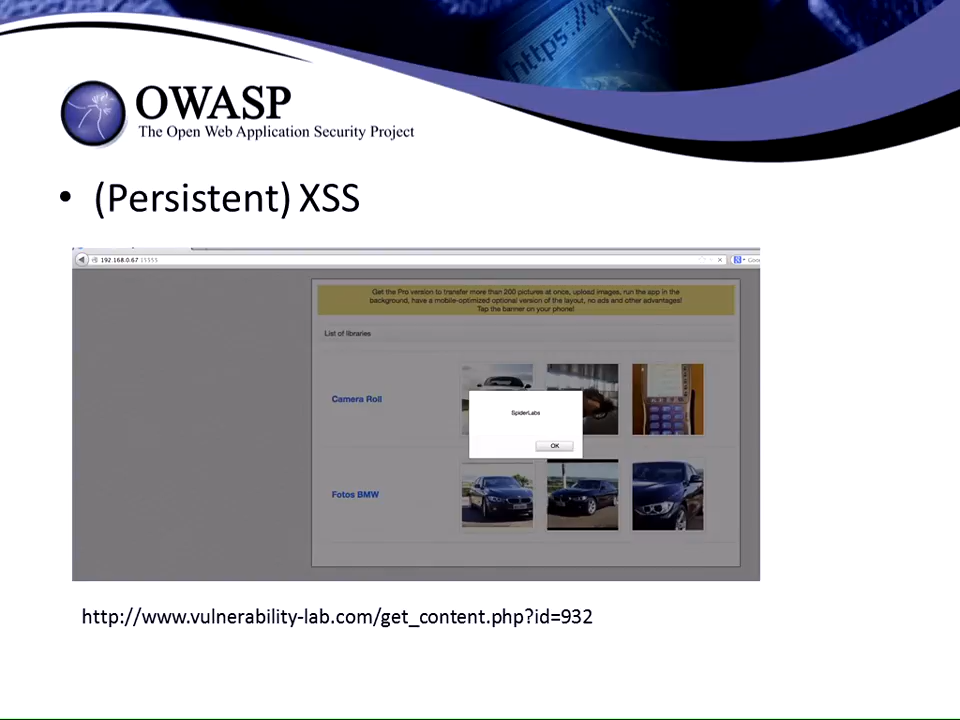 https://w
OWASP
The Open Web Application Security Project
• (Persistent) XSS
192.168.0.67:15555
Get the Pro version to transfer more than 200 pictures at once, upload images, run the app in the
background, have a mobile-optimized optional version of the layout, no ads and other advantages!
Tap the banner on your phone!
List of libraries
Camera Roll
SpiderLabs
OK
Fotos BMW
http://www.vulnerability-lab.com/get_content.php?id=932